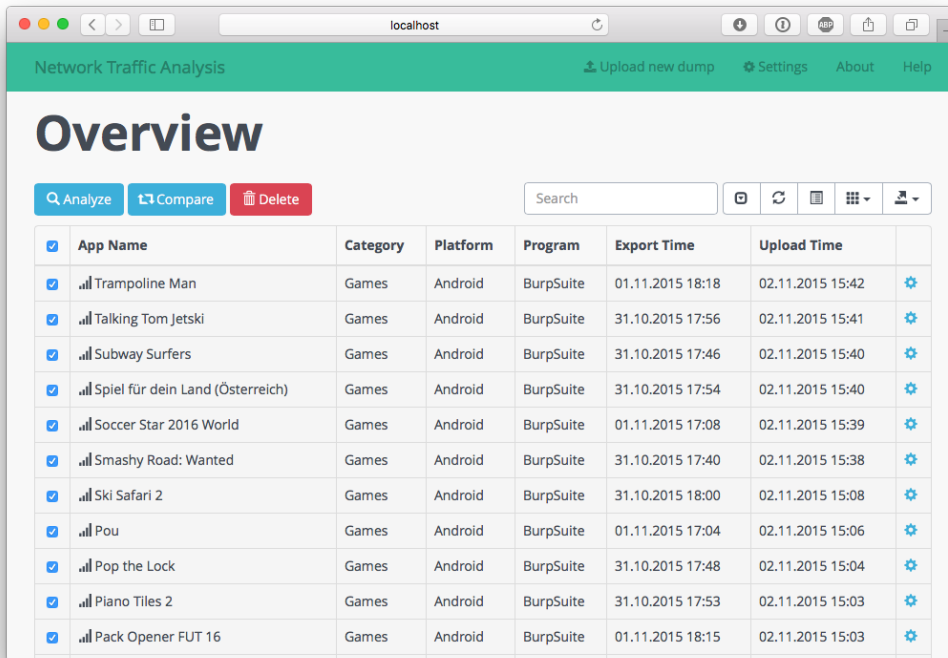 localhost
ABP
Network Traffic Analysis Upload new dump Settings About Help
Overview
Analyze Compare Delete Search
App Name Category Platform Program Export Time Upload Time
Trampoline Man Games Android BurpSuite 01.11.2015 18:18 02.11.2015 15:42
Talking Tom Jetski Games Android BurpSuite 31.10.2015 17:56 02.11.2015 15:41
Subway Surfers Games Android BurpSuite 31.10.2015 17:46 02.11.2015 15:40
Spiel für dein Land (Österreich) Games Android BurpSuite 31.10.2015 17:54 02.11.2015 15:40
Soccer Star 2016 World Games Android BurpSuite 01.11.2015 17:08 02.11.2015 15:39
Smashy Road: Wanted Games Android BurpSuite 31.10.2015 17:40 02.11.2015 15:38
Ski Safari 2 Games Android BurpSuite 31.10.2015 18:00 02.11.2015 15:08
Pou Games Android BurpSuite 01.11.2015 17:04 02.11.2015 15:06
Pop the Lock Games Android BurpSuite 31.10.2015 17:48 02.11.2015 15:04
Piano Tiles 2 Games Android BurpSuite 31.10.2015 17:53 02.11.2015 15:03
Pack Opener FUT 16 Games Android BurpSuite 01.11.2015 18:15 02.11.2015 15:03